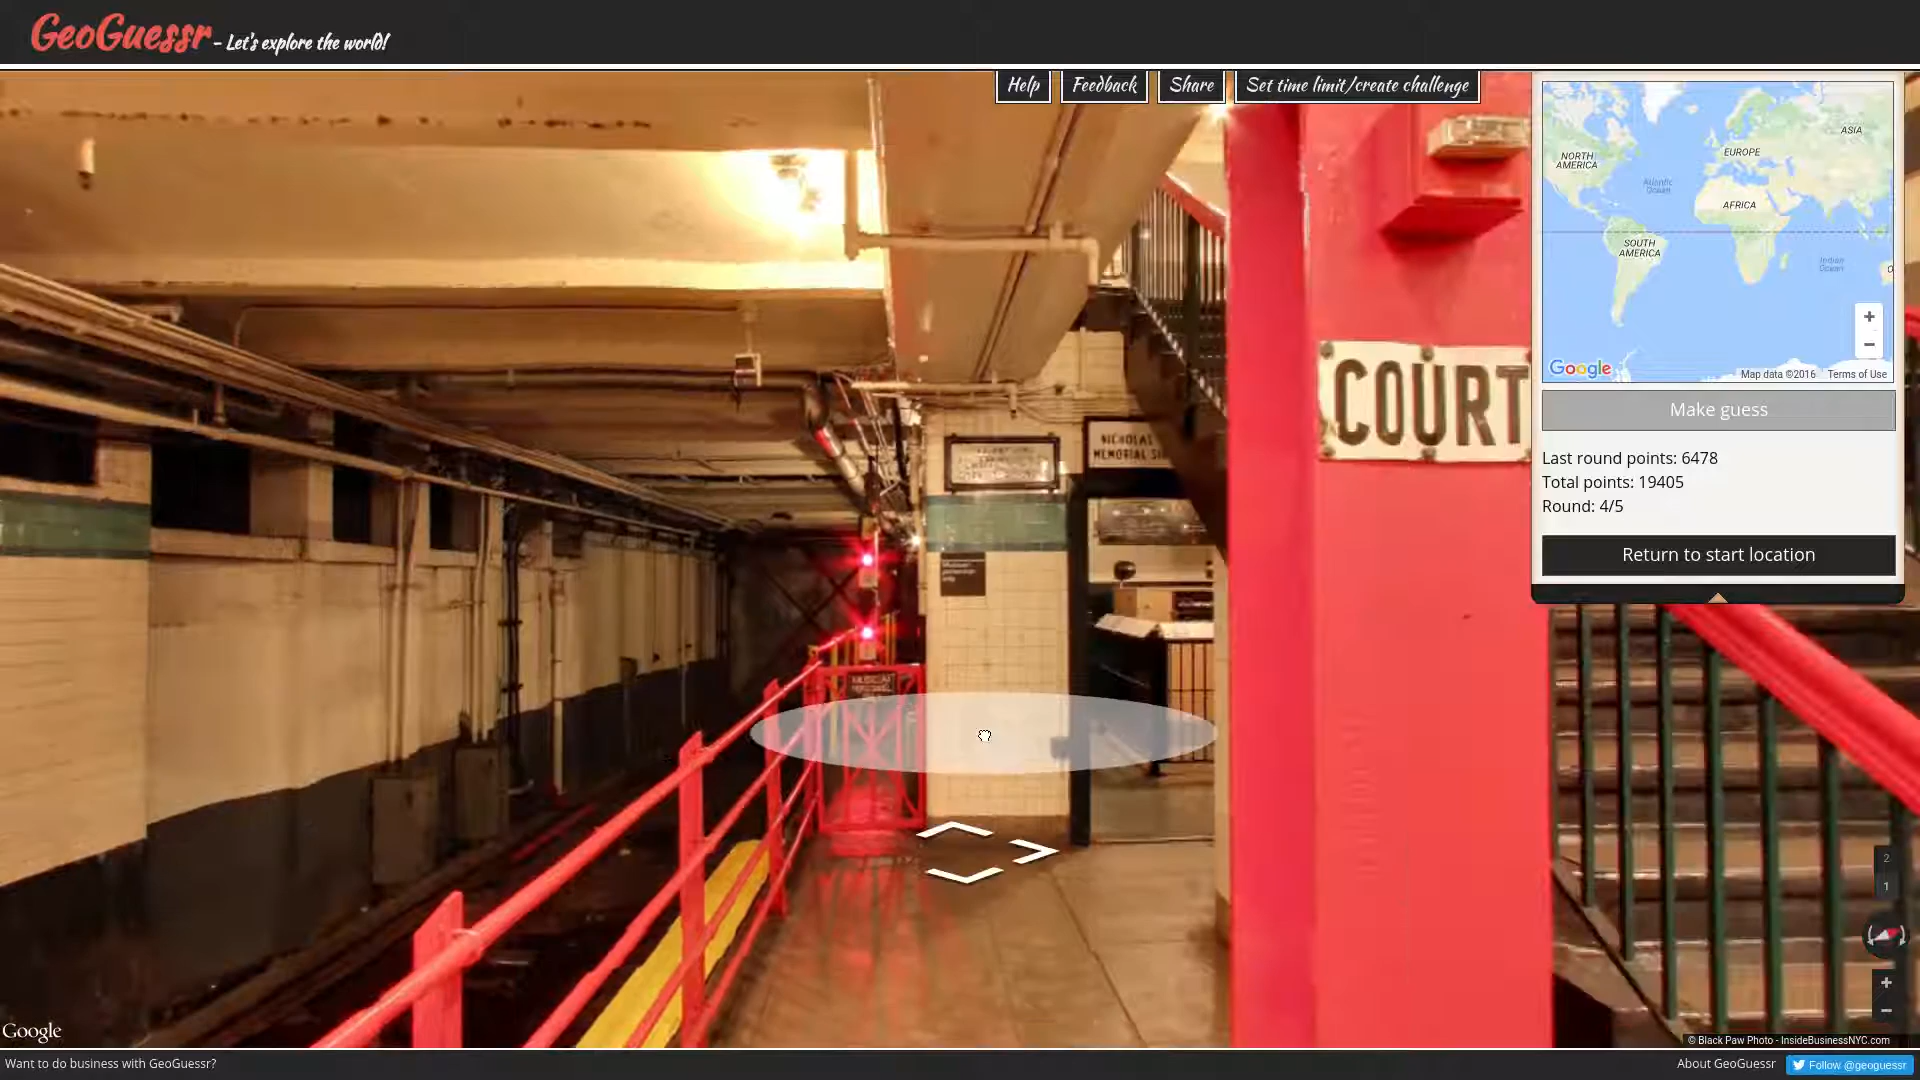 GeoGuessr - Let's explore the world!
Help
Feedback
Share
Set time limit/create challenge
NORTH
AMERICA
Atlantic
Ocean
EUROPE
ASIA
AFRICA
SOUTH
AMERICA
Indian
Ocean
O
+
−
Google
Map data ©2016
Terms of Use
Make guess
Last round points: 6478
Total points: 19405
Round: 4/5
Return to start location
COURT
NICHOLAS
MEMORIAL
MUSEUM
PERSONNEL
2
1
+
−
Google
© Black Paw Photo - InsideBusinessNYC.com
Want to do business with GeoGuessr?
About GeoGuessr
Follow @geoguessr